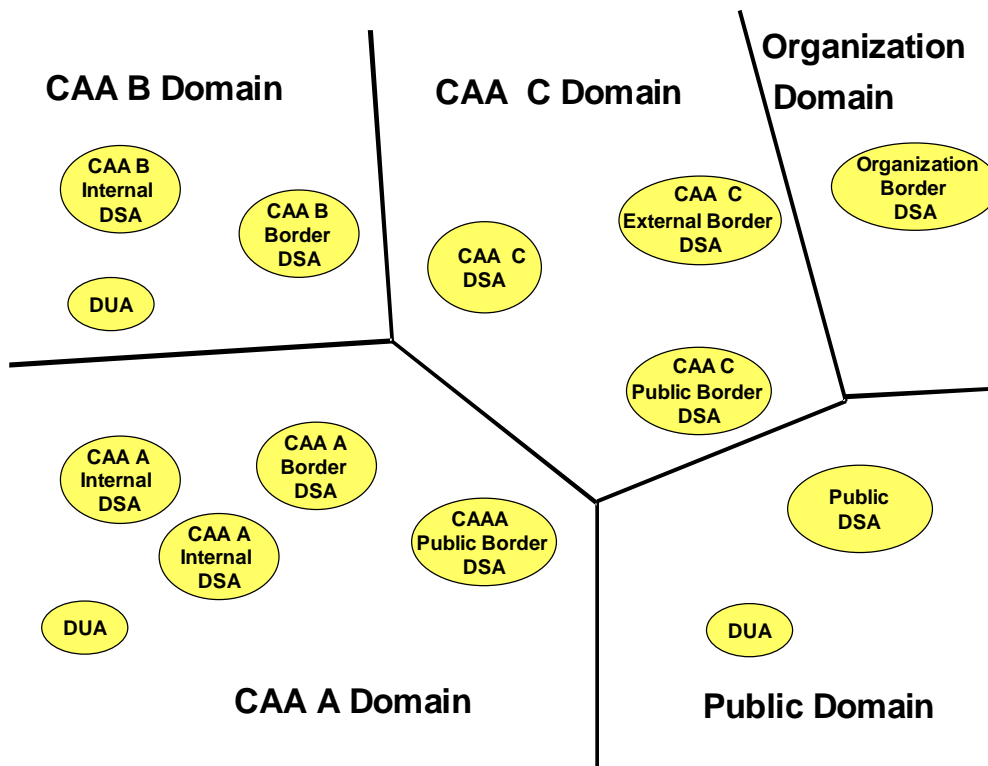 CAA B Domain
CAA B
Internal
DSA
CAA B
Border
DSA
DUA
CAA C Domain
CAA C
DSA
CAA C
External Border
DSA
CAA C
Public Border
DSA
Organization
Domain
Organization
Border
DSA
CAA A
Internal
DSA
CAA A
Border
DSA
CAA A
Internal
DSA
CAAA
Public Border
DSA
DUA
CAA A Domain
Public
DSA
DUA
Public Domain